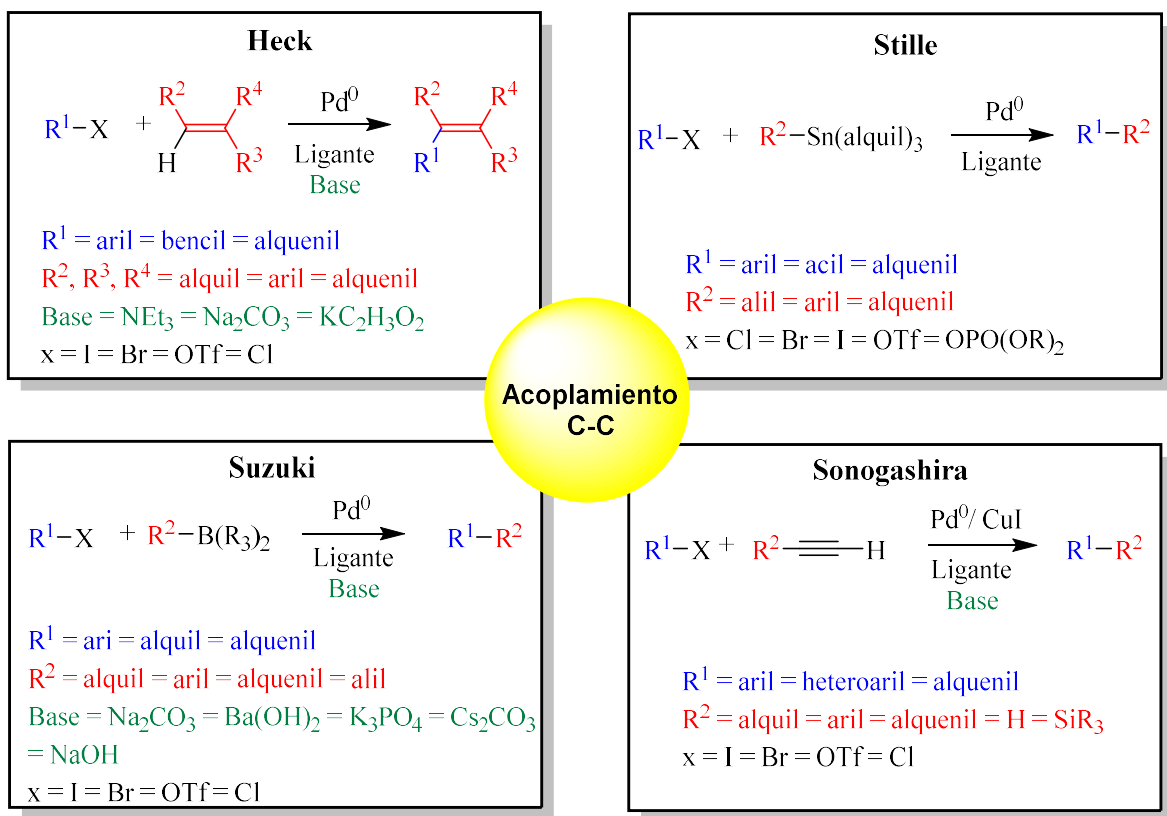 Heck
R¹–X + R² R⁴ H R³ Pd⁰ Ligante Base R² R⁴ R¹ R³
R¹ = aril = bencil = alquenil
R², R³, R⁴ = alquil = aril = alquenil
Base = NEt₃ = Na₂CO₃ = KC₂H₃O₂
x = I = Br = OTf = Cl
Stille
R¹–X + R²–Sn(alquil)₃ Pd⁰ Ligante R¹–R²
R¹ = aril = acil = alquenil
R² = alil = aril = alquenil
x = Cl = Br = I = OTf = OPO(OR)₂
Acoplamiento
C-C
Suzuki
R¹–X + R²–B(R₃)₂ Pd⁰ Ligante Base R¹–R²
R¹ = ari = alquil = alquenil
R² = alquil = aril = alquenil = alil
Base = Na₂CO₃ = Ba(OH)₂ = K₃PO₄ = Cs₂CO₃
= NaOH
x = I = Br = OTf = Cl
Sonogashira
R¹–X + R²≡H Pd⁰/ CuI Ligante Base R¹–R²
R¹ = aril = heteroaril = alquenil
R² = alquil = aril = alquenil = H = SiR₃
x = I = Br = OTf = Cl